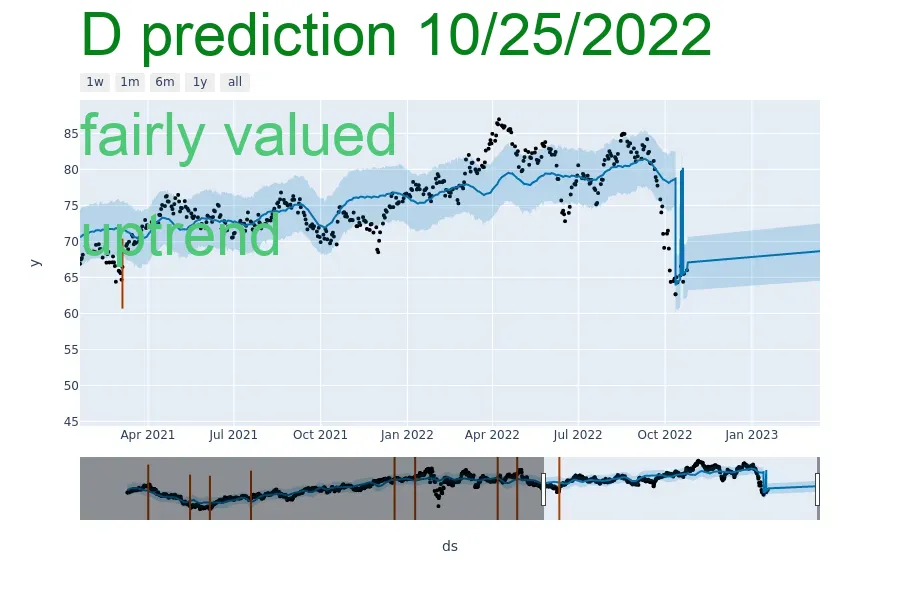 D prediction 10/25/2022
1w 1m 6m 1y all
fairly valued
uptrend
85
80
75
70
65
60
55
50
45
y
Apr 2021 Jul 2021 Oct 2021 Jan 2022 Apr 2022 Jul 2022 Oct 2022 Jan 2023
ds